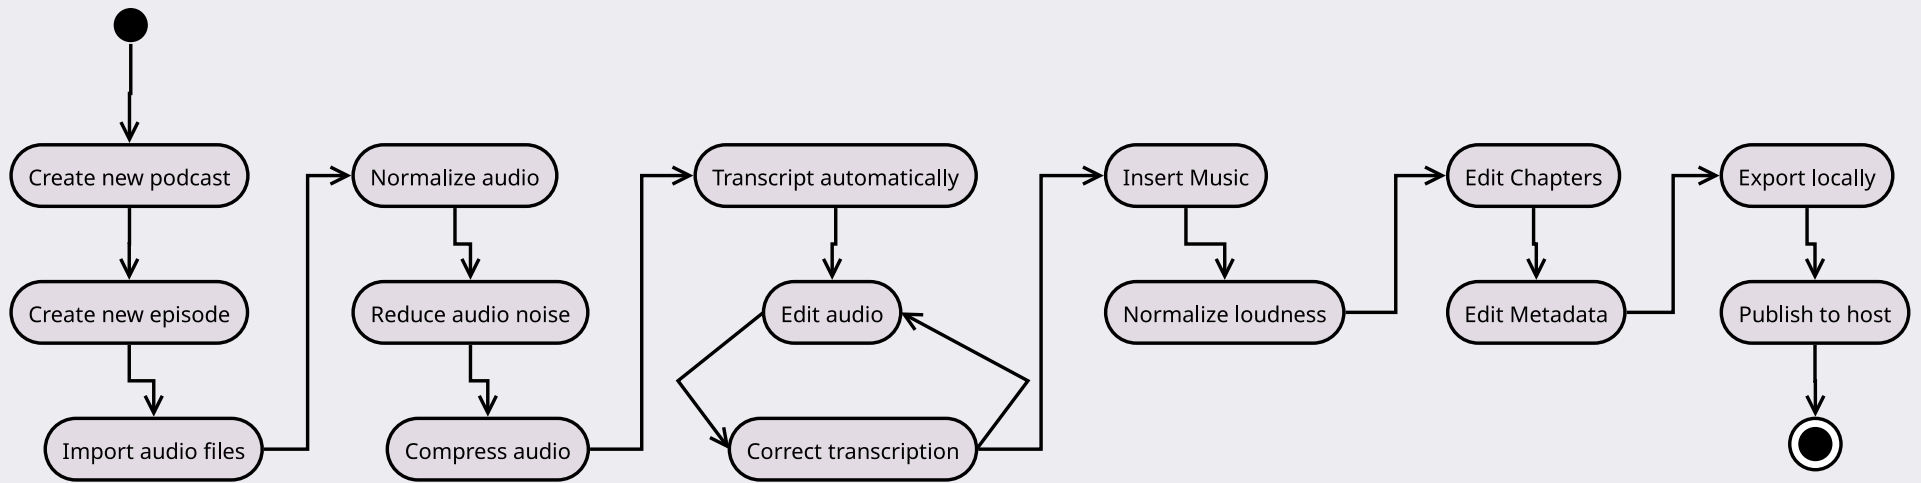 Create new podcast
Create new episode
Import audio files
Normalize audio
Reduce audio noise
Compress audio
Transcript automatically
Edit audio
Correct transcription
Insert Music
Normalize loudness
Edit Chapters
Edit Metadata
Export locally
Publish to host